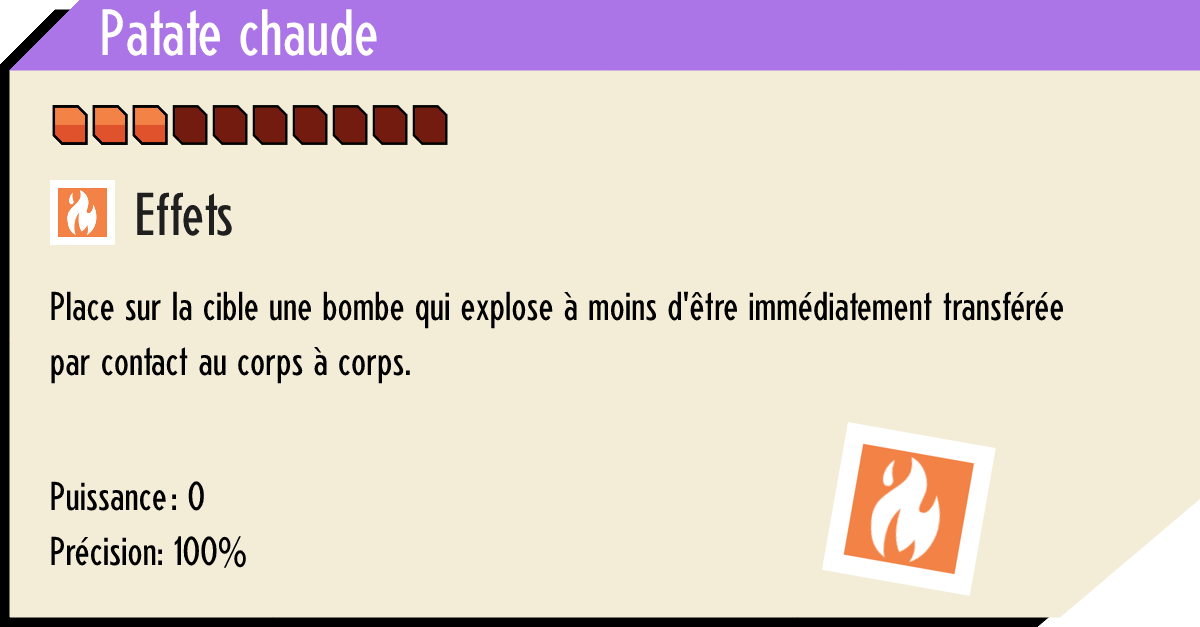 Patate chaude
Effets
Place sur la cible une bombe qui explose à moins d'être immédiatement transférée
par contact au corps à corps.
Puissance : 0
Précision: 100%